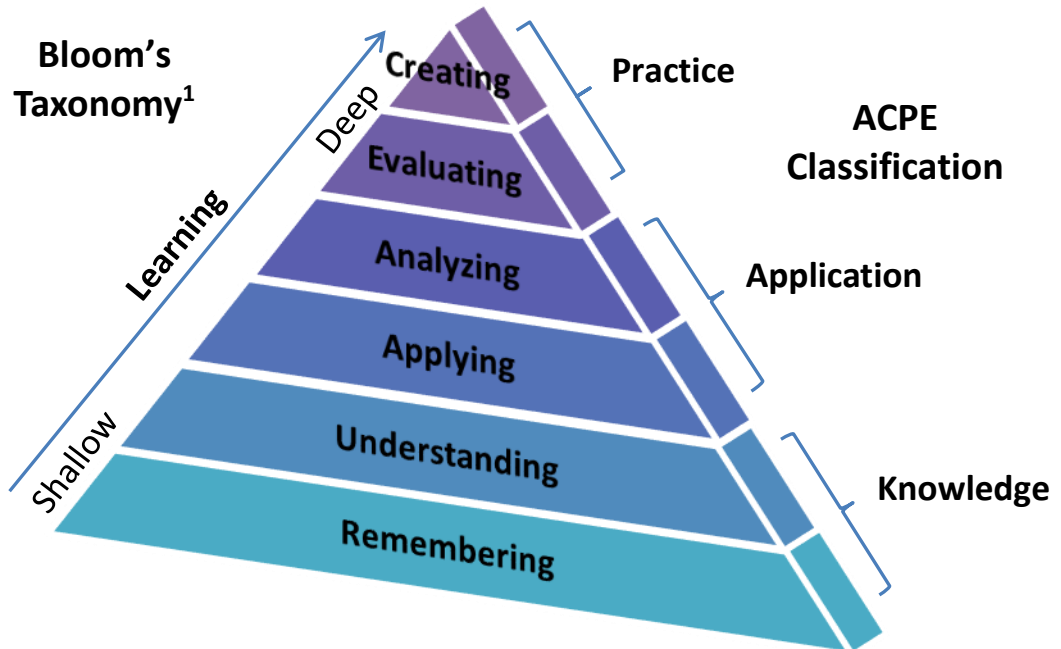 Bloom's
Taxonomy1
Learning
Deep
Shallow
Creating
Evaluating
Analyzing
Applying
Understanding
Remembering
Practice
ACPE
Classification
Application
Knowledge